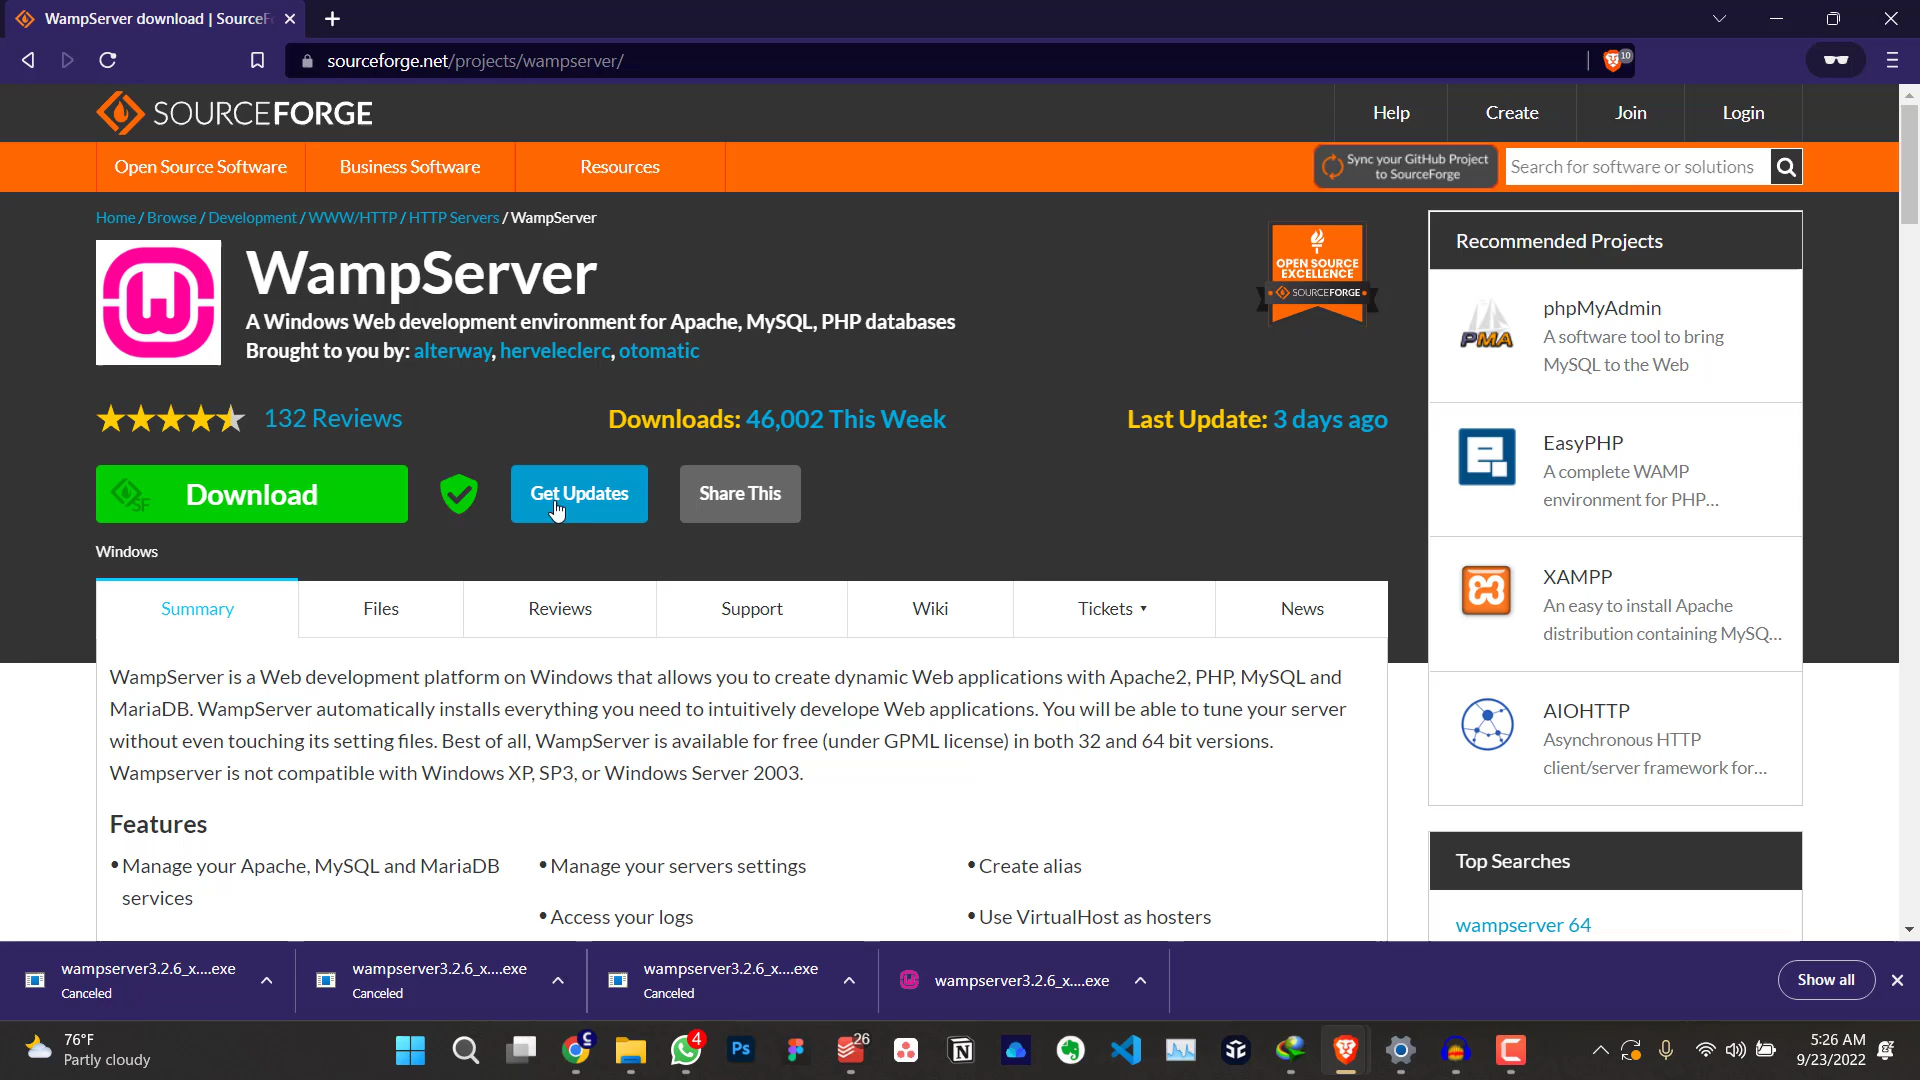 WampServer download | SourceF
sourceforge.net/projects/wampserver/
10
SOURCEFORGE
Help
Create
Join
Login
Open Source Software
Business Software
Resources
Sync your GitHub Project
to SourceForge
Search for software or solutions
Home / Browse / Development / WWW/HTTP / HTTP Servers / WampServer
WampServer
A Windows Web development environment for Apache, MySQL, PHP databases
Brought to you by: alterway, herveleclerc, otomatic
OPEN SOURCE
EXCELLENCE
SOURCEFORGE
132 Reviews
Downloads: 46,002 This Week
Last Update: 3 days ago
SF
Download
Get Updates
Share This
Windows
Summary
Files
Reviews
Support
Wiki
Tickets
News
WampServer is a Web development platform on Windows that allows you to create dynamic Web applications with Apache2, PHP, MySQL and
MariaDB. WampServer automatically installs everything you need to intuitively develope Web applications. You will be able to tune your server
without even touching its setting files. Best of all, WampServer is available for free (under GPML license) in both 32 and 64 bit versions.
Wampserver is not compatible with Windows XP, SP3, or Windows Server 2003.
Features
•Manage your Apache, MySQL and MariaDB
services
•Manage your servers settings
•Access your logs
•Create alias
•Use VirtualHost as hosters
Recommended Projects
PMA
phpMyAdmin
A software tool to bring
MySQL to the Web
EasyPHP
A complete WAMP
environment for PHP...
XAMPP
An easy to install Apache
distribution containing MySQ...
AIOHTTP
Asynchronous HTTP
client/server framework for...
Top Searches
wampserver 64
wampserver3.2.6_x....exe
Canceled
wampserver3.2.6_x....exe
Canceled
wampserver3.2.6_x....exe
Canceled
wampserver3.2.6_x....exe
Show all
76°F
Partly cloudy
C
4
Ps
26
N
C
5:26 AM
9/23/2022